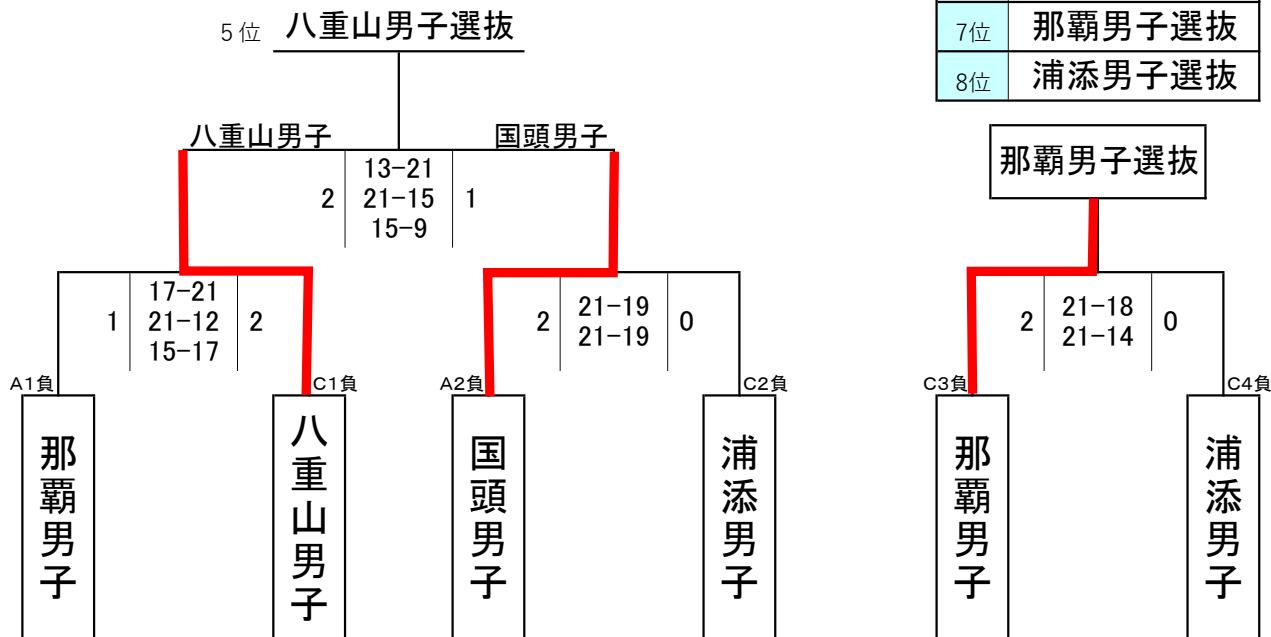 5位 八重山男子選抜
7位 那覇男子選抜
8位 浦添男子選抜
八重山男子
国頭男子
那覇男子選抜
2
13-21
21-15
15-9
1
1
17-21
21-12
15-17
2
2
21-19
21-19
0
2
21-18
21-14
0
A1負
C1負
A2負
C2負
C3負
C4負
那覇男子
八重山男子
国頭男子
浦添男子
那覇男子
浦添男子